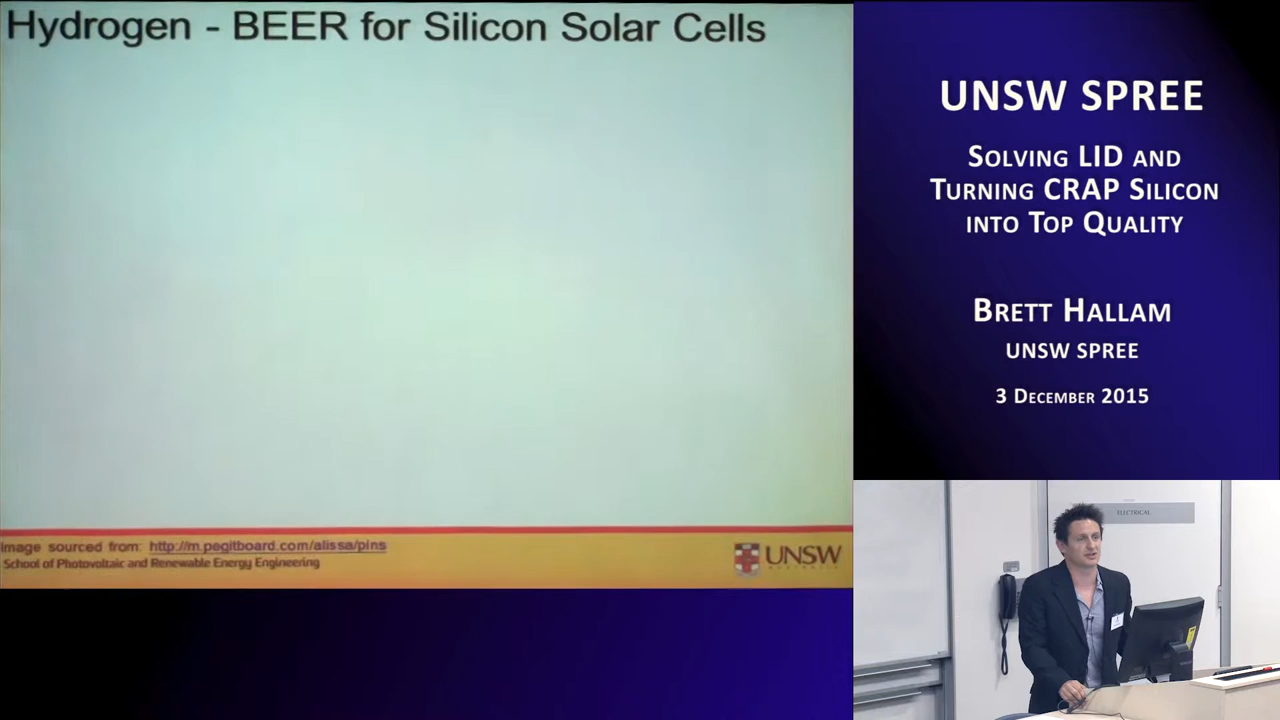 Hydrogen - BEER for Silicon Solar Cells
Image sourced from: http://m.pegitboard.com/alissa/pins
School of Photovoltaic and Renewable Energy Engineering
UNSW
UNSW SPREE
SOLVING LID AND
TURNING CRAP SILICON
INTO TOP QUALITY
BRETT HALLAM
UNSW SPREE
3 DECEMBER 2015
ELECTRICAL